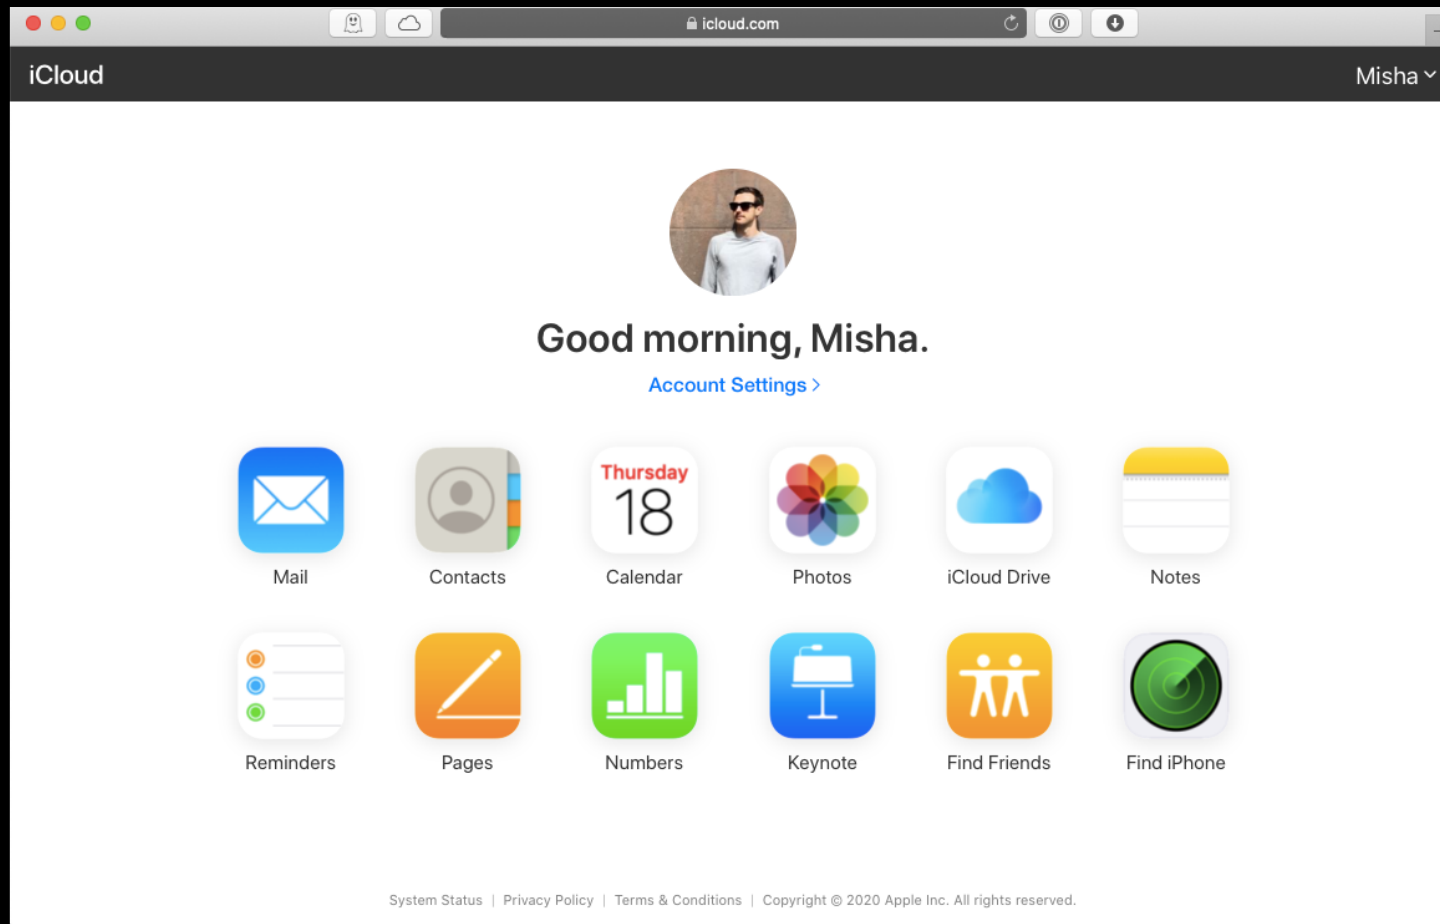 icloud.com
iCloud
Misha
Good morning, Misha.
Account Settings >
Thursday
18
Mail
Contacts
Calendar
Photos
iCloud Drive
Notes
Reminders
Pages
Numbers
Keynote
Find Friends
Find iPhone
System Status | Privacy Policy | Terms & Conditions | Copyright © 2020 Apple Inc. All rights reserved.